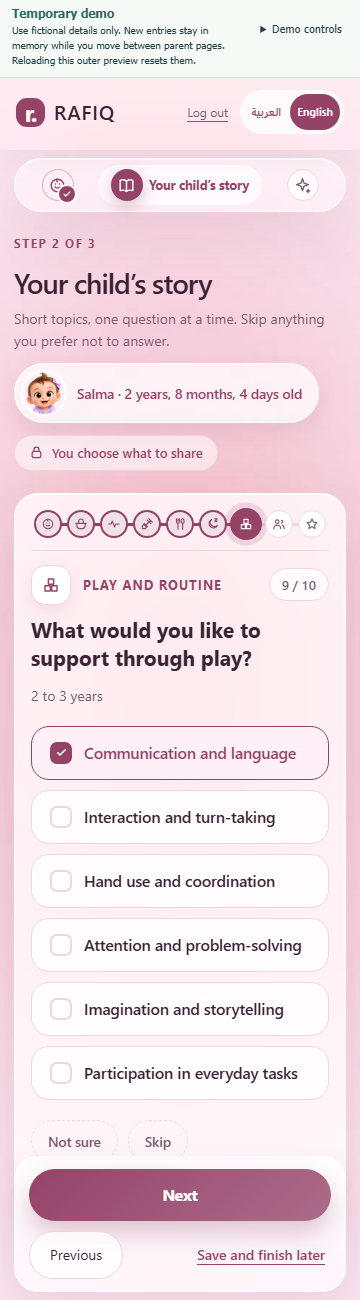 Temporary demo
Use fictional details only. New entries stay in
memory while you move between parent pages.
Reloading this outer preview resets them.
▶ Demo controls
r.
RAFIQ
Log out
العربية
English
Your child's story
STEP 2 OF 3
Your child's story
Short topics, one question at a time. Skip anything
you prefer not to answer.
Salma · 2 years, 8 months, 4 days old
You choose what to share
PLAY AND ROUTINE
9 / 10
What would you like to
support through play?
2 to 3 years
Communication and language
Interaction and turn-taking
Hand use and coordination
Attention and problem-solving
Imagination and storytelling
Participation in everyday tasks
Not sure
Skip
Next
Previous
Save and finish later